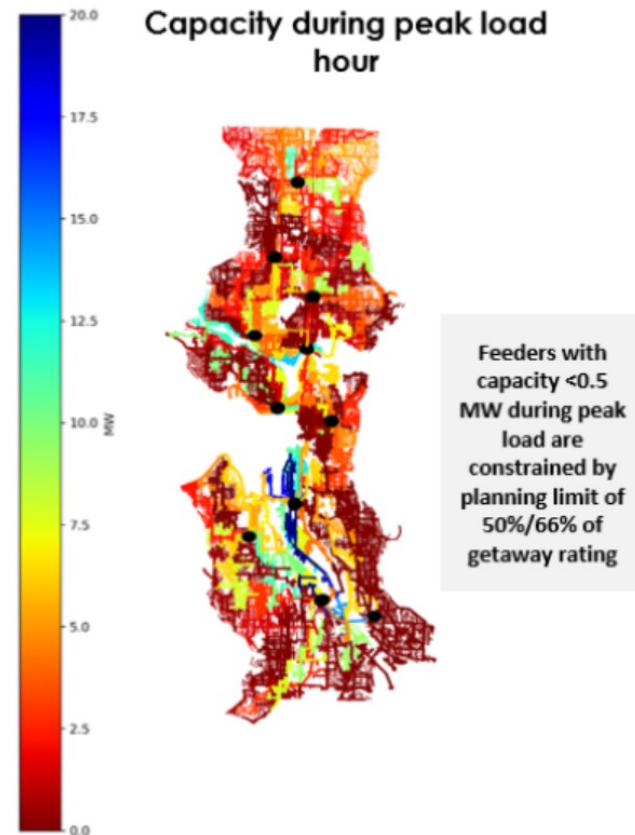 Capacity during peak load
hour
20.0
17.5
15.0
12.5
10.0
7.5
5.0
2.5
0.0
MW
Feeders with
capacity <0.5
MW during peak
load are
constrained by
planning limit of
50%/66% of
getaway rating